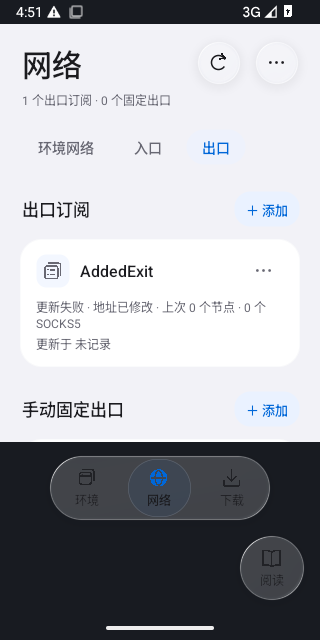 4:51
3G
网络
1 个出口订阅 · 0 个固定出口
环境网络
入口
出口
出口订阅
添加
AddedExit
更新失败 · 地址已修改 · 上次 0 个节点 · 0 个
SOCKS5
更新于 未记录
手动固定出口
添加
环境
网络
下载
阅读